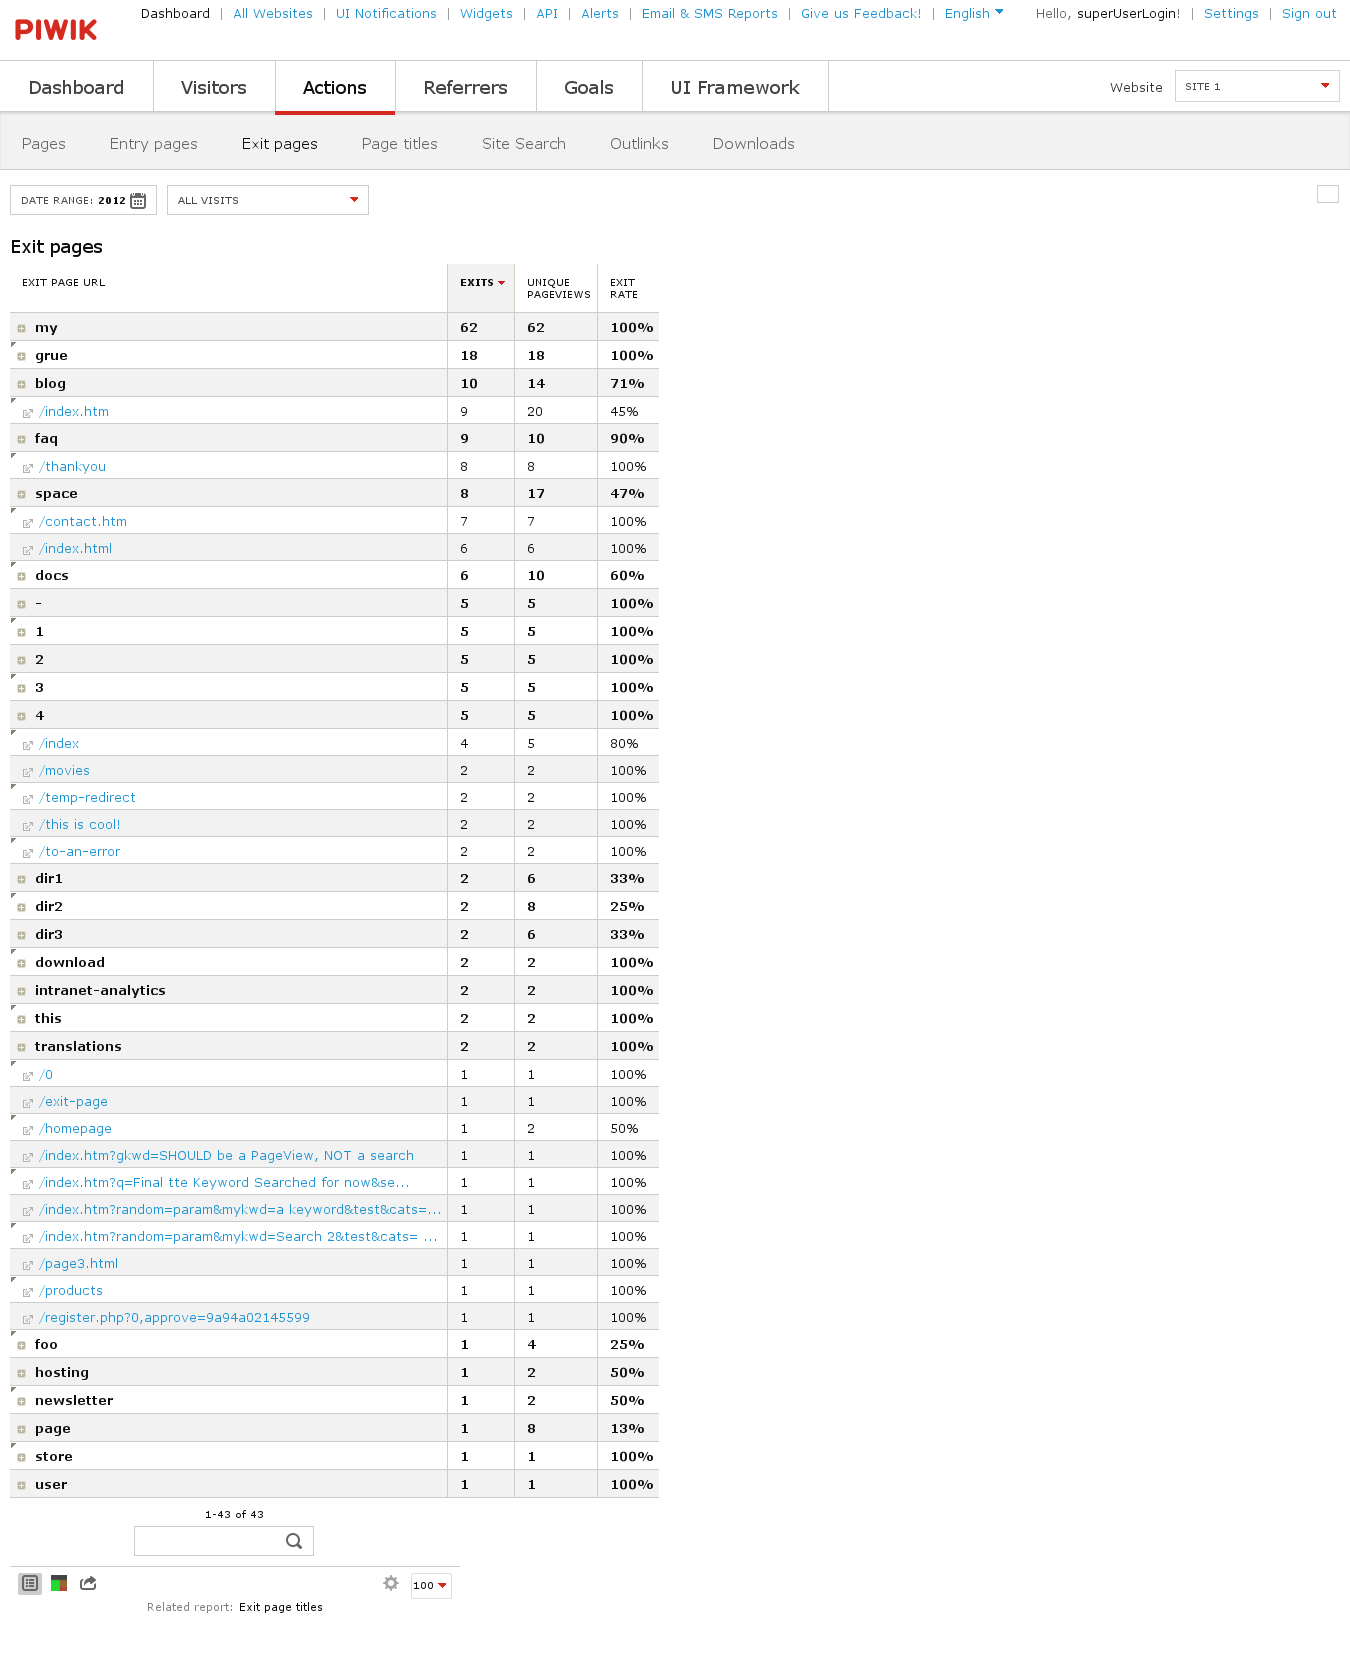 Dashboard | All Websites | UI Notifications | Widgets | API | Alerts | Email & SMS Reports | Give us Feedback! | English Hello, superUserLogin! | Settings | Sign out
PIWIK
Dashboard Visitors Actions Referrers Goals UI Framework Website SITE 1
Pages Entry pages Exit pages Page titles Site Search Outlinks Downloads
DATE RANGE: 2012 ALL VISITS
Exit pages
EXIT PAGE URL EXITS UNIQUE PAGEVIEWS EXIT RATE
my 62 62 100%
grue 18 18 100%
blog 10 14 71%
/index.htm 9 20 45%
faq 9 10 90%
/thankyou 8 8 100%
space 8 17 47%
/contact.htm 7 7 100%
/index.html 6 6 100%
docs 6 10 60%
- 5 5 100%
1 5 5 100%
2 5 5 100%
3 5 5 100%
4 5 5 100%
/index 4 5 80%
/movies 2 2 100%
/temp-redirect 2 2 100%
/this is cool! 2 2 100%
/to-an-error 2 2 100%
dir1 2 6 33%
dir2 2 8 25%
dir3 2 6 33%
download 2 2 100%
intranet-analytics 2 2 100%
this 2 2 100%
translations 2 2 100%
/0 1 1 100%
/exit-page 1 1 100%
/homepage 1 2 50%
/index.htm?gkwd=SHOULD be a PageView, NOT a search 1 1 100%
/index.htm?q=Final tte Keyword Searched for now&se... 1 1 100%
/index.htm?random=param&mykwd=a keyword&test&cats=... 1 1 100%
/index.htm?random=param&mykwd=Search 2&test&cats= ... 1 1 100%
/page3.html 1 1 100%
/products 1 1 100%
/register.php?0,approve=9a94a02145599 1 1 100%
foo 1 4 25%
hosting 1 2 50%
newsletter 1 2 50%
page 1 8 13%
store 1 1 100%
user 1 1 100%
1-43 of 43
100
Related report: Exit page titles